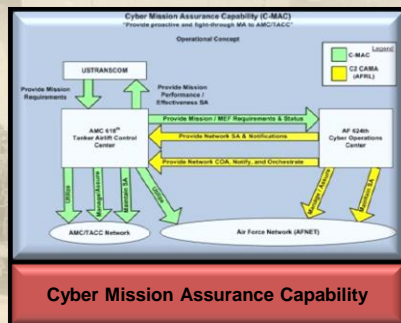 Cyber Mission Assurance Capability (C-MAC)
"Provide proactive and fight-through MA to AMC/TACC"
Operational Concept
Legend
C-MAC
C2 CAMA
(AFRL)
USTRANSCOM
Provide Mission
Requirements
Provide Mission
Performance /
Effectiveness SA
AMC 618th
Tanker Airlift Control
Center
Provide Mission / MEF Requirements & Status
Provide Network SA & Notifications
Provide Network COA, Notify, and Orchestrate
AF 624th
Cyber Operations
Center
Utilize
Manage/Assure
Maintain SA
Utilize
Manage / Assure
Maintain SA
AMC/TACC Network
Air Force Network (AFNET)
Cyber Mission Assurance Capability